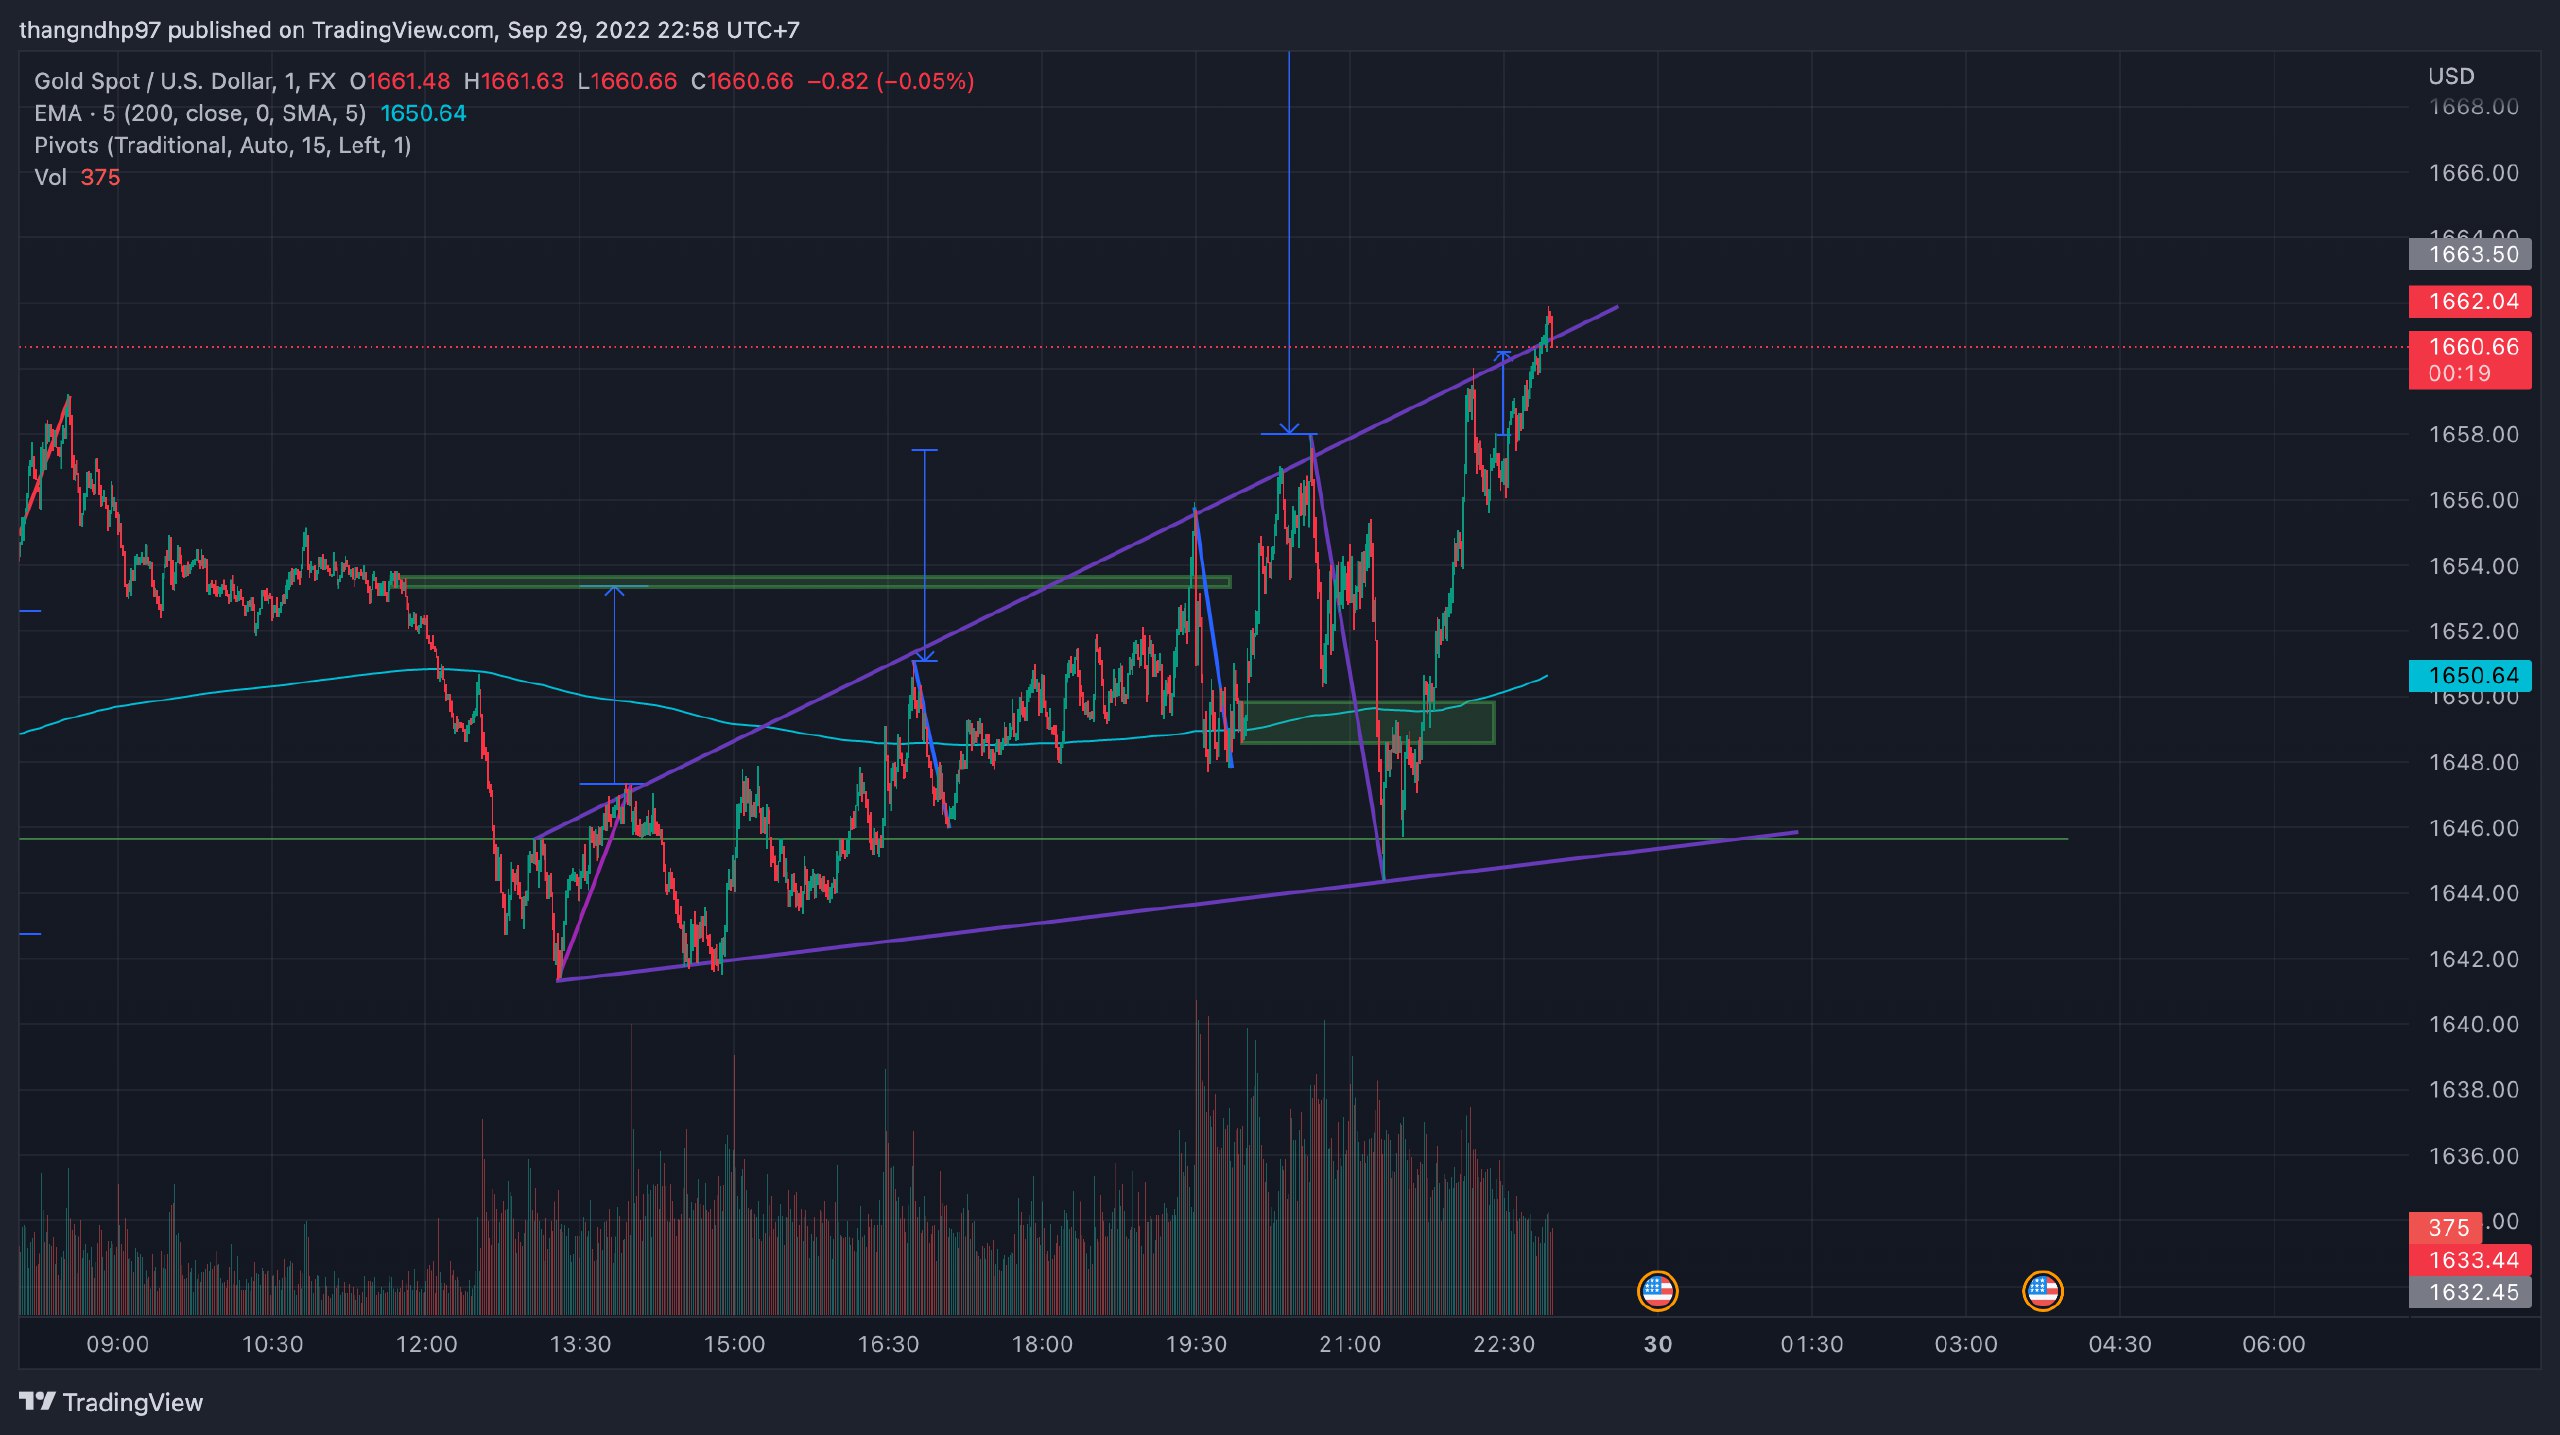 thangndhp97 published on TradingView.com, Sep 29, 2022 22:58 UTC+7
Gold Spot / U.S. Dollar, 1, FX O1661.48 H1661.63 L1660.66 C1660.66 −0.82 (−0.05%)
EMA · 5 (200, close, 0, SMA, 5) 1650.64
Pivots (Traditional, Auto, 15, Left, 1)
Vol 375
USD
1668.00
1666.00
1664.00
1663.50
1662.04
1660.66
00:19
1658.00
1656.00
1654.00
1652.00
1650.64
1650.00
1648.00
1646.00
1644.00
1642.00
1640.00
1638.00
1636.00
375 .00
1633.44
1632.45
09:00 10:30 12:00 13:30 15:00 16:30 18:00 19:30 21:00 22:30 30 01:30 03:00 04:30 06:00
TradingView